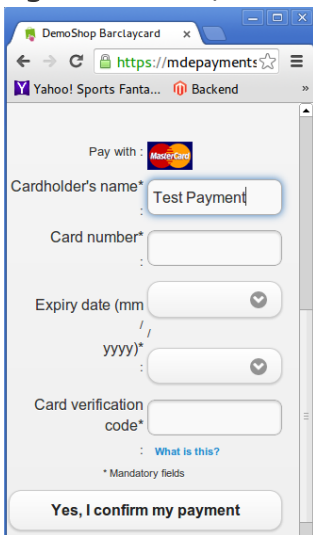 DemoShop Barclaycard
https://mdepayments
Yahoo! Sports Fanta... Backend »
Pay with : MasterCard
Cardholder's name*
:
Test Payment
Card number*
:
Expiry date (mm
/
/
yyyy)*
:
Card verification
code*
: What is this?
* Mandatory fields
Yes, I confirm my payment